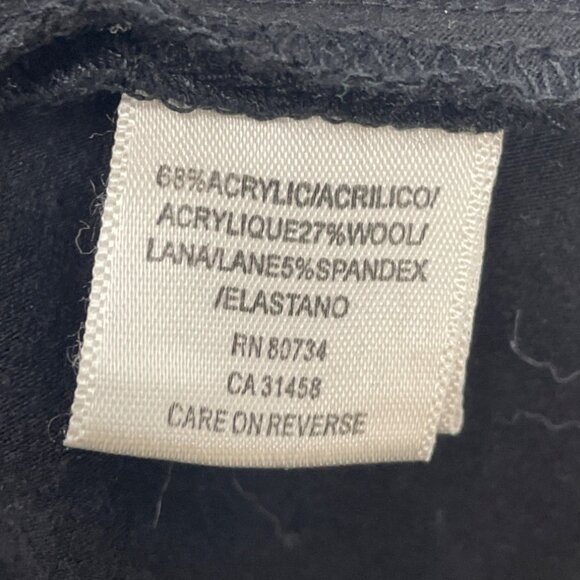 68%ACRYLIC/ACRILICO/
ACRYLIQUE27%WOOL/
LANA/LANE5%SPANDEX
/ELASTANO
RN 80734
CA 31458
CARE ON REVERSE